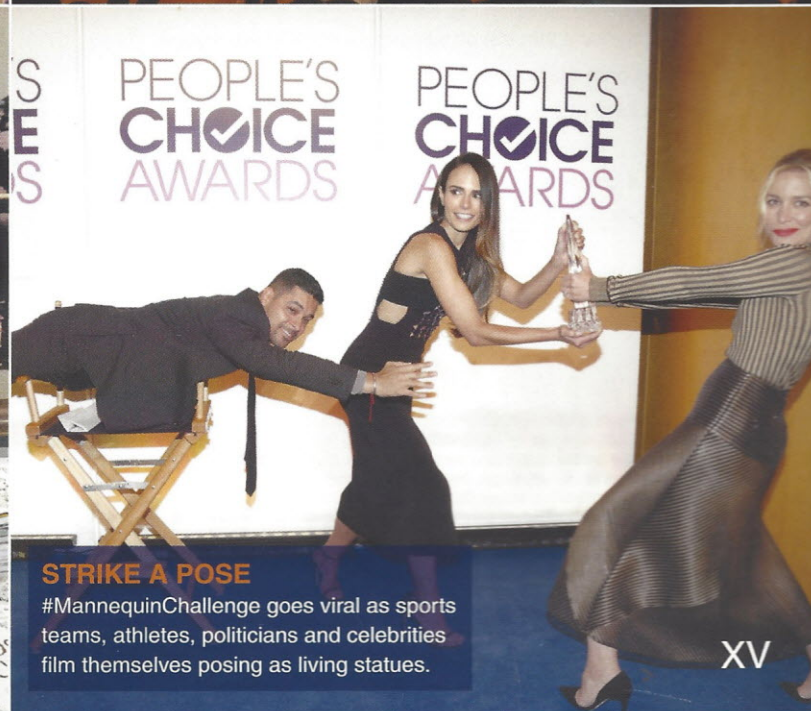 'S
E
S
PEOPLE'S
CHOICE
AWARDS
PEOPLE'S
CHOICE
AWARDS
STRIKE A POSE
#MannequinChallenge goes viral as sports
teams, athletes, politicians and celebrities
film themselves posing as living statues.
XV